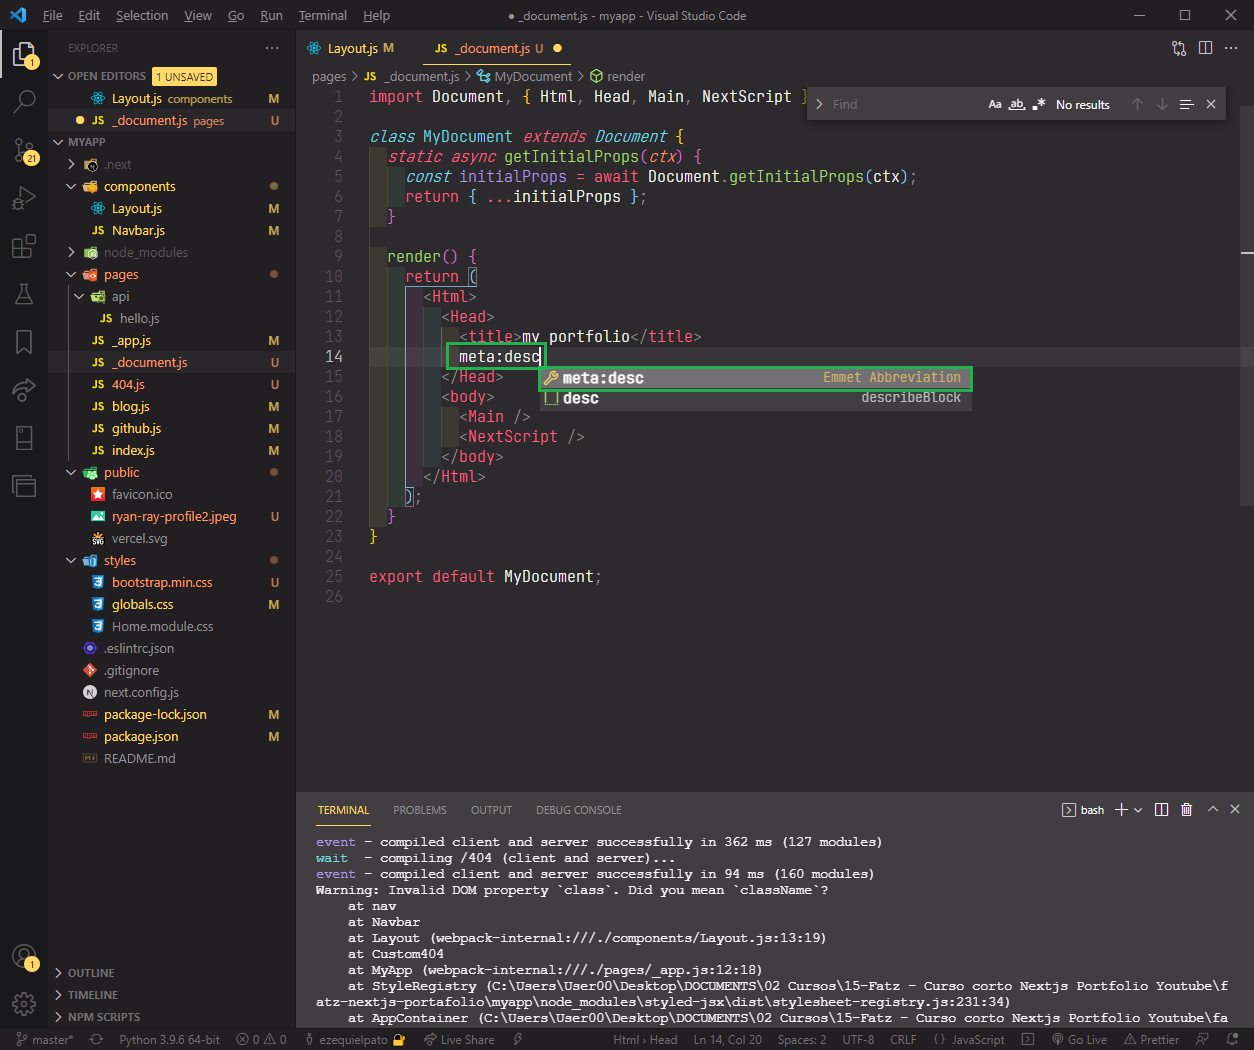 File Edit Selection View Go Run Terminal Help
● _document.js - myapp - Visual Studio Code
EXPLORER
OPEN EDITORS 1 UNSAVED
Layout.js components M
_document.js pages U
MYAPP
.next
components
Layout.js M
Navbar.js M
node_modules
pages
api
hello.js
_app.js M
_document.js U
404.js U
blog.js M
github.js M
index.js M
public
favicon.ico
ryan-ray-profile2.jpeg U
vercel.svg
styles
bootstrap.min.css U
globals.css M
Home.module.css
.eslintrc.json
.gitignore
next.config.js
package-lock.json M
package.json M
README.md
OUTLINE
TIMELINE
NPM SCRIPTS
Layout.js M
JS _document.js U
pages > JS _document.js > MyDocument > render
Find Aa ab No results
1 import Document, { Html, Head, Main, NextScript }
2
3 class MyDocument extends Document {
4 static async getInitialProps(ctx) {
5 const initialProps = await Document.getInitialProps(ctx);
6 return { ...initialProps };
7 }
8
9 render() {
10 return (
11 <Html>
12 <Head>
13 <title>my portfolio</title>
14 meta:desc
15 </Head>
16 <body>
17 <Main />
18 <NextScript />
19 </body>
20 </Html>
21 );
22 }
23 }
24
25 export default MyDocument;
26
meta:desc Emmet Abbreviation
desc describeBlock
TERMINAL PROBLEMS OUTPUT DEBUG CONSOLE
bash
event - compiled client and server successfully in 362 ms (127 modules)
wait - compiling /404 (client and server)...
event - compiled client and server successfully in 94 ms (160 modules)
Warning: Invalid DOM property `class`. Did you mean `className`?
at nav
at Navbar
at Layout (webpack-internal:///./components/Layout.js:13:19)
at Custom404
at MyApp (webpack-internal:///./pages/_app.js:12:18)
at StyleRegistry (C:\Users\User00\Desktop\DOCUMENTS\02 Cursos\15-Fatz - Curso corto Nextjs Portfolio Youtube\f
atz-nextjs-portafolio\myapp\node_modules\styled-jsx\dist\stylesheet-registry.js:231:34)
at AppContainer (C:\Users\User00\Desktop\DOCUMENTS\02 Cursos\15-Fatz - Curso corto Nextjs Portfolio Youtube\fa
master* Python 3.9.6 64-bit 0 0 ezequielpato Live Share Html › Head Ln 14, Col 20 Spaces: 2 UTF-8 CRLF {} JavaScript Go Live Prettier